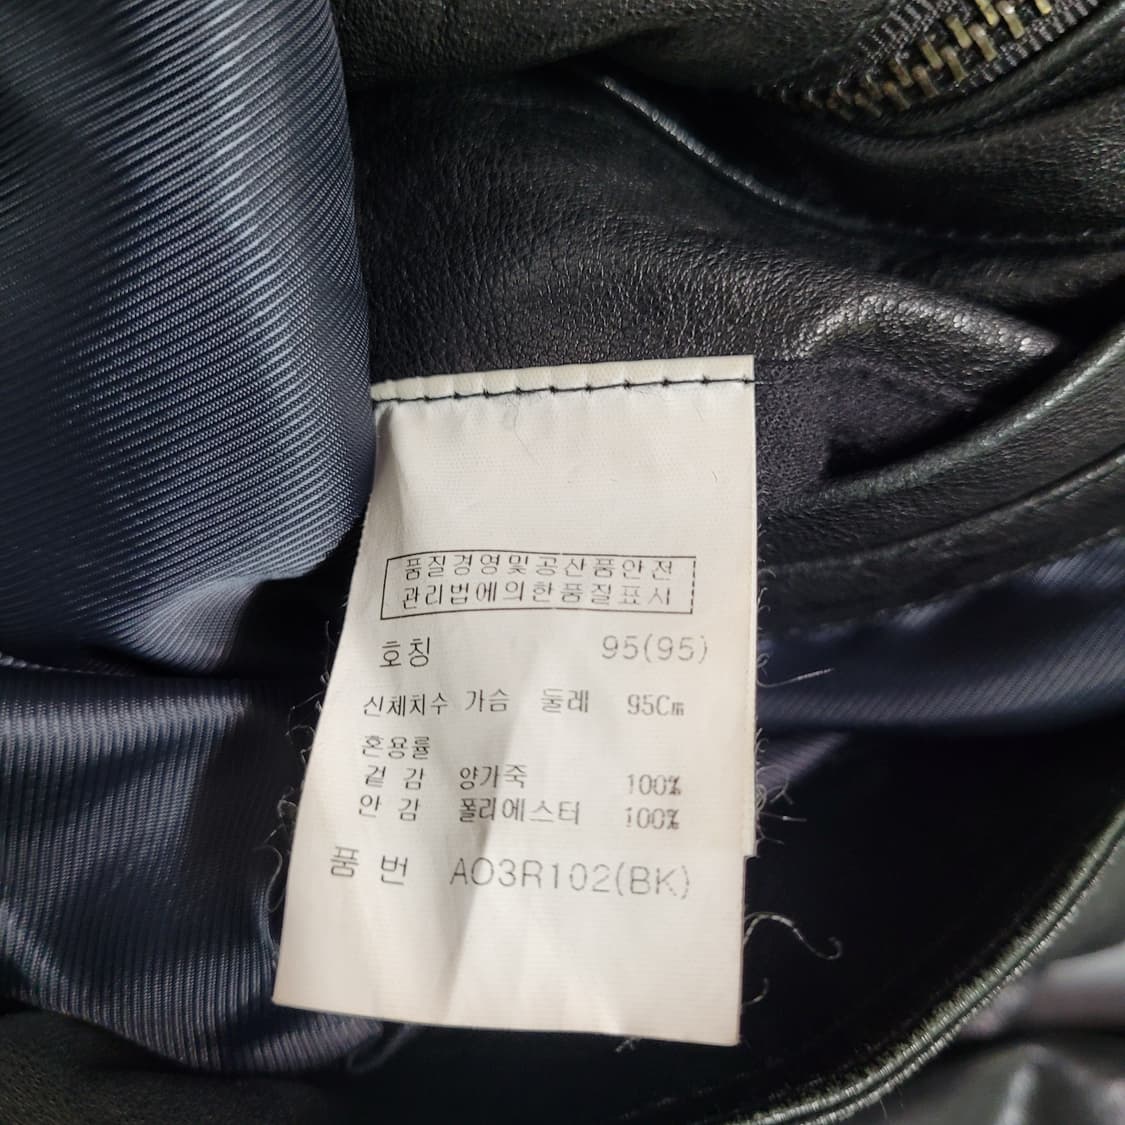 품질경영및공산품안전
관리법에의한품질표시
호칭 95(95)
신체치수 가슴 둘레 95Cm
혼용률
겉 감 양가죽 100%
안 감 폴리에스터 100%
품 번 AO3R102(BK)